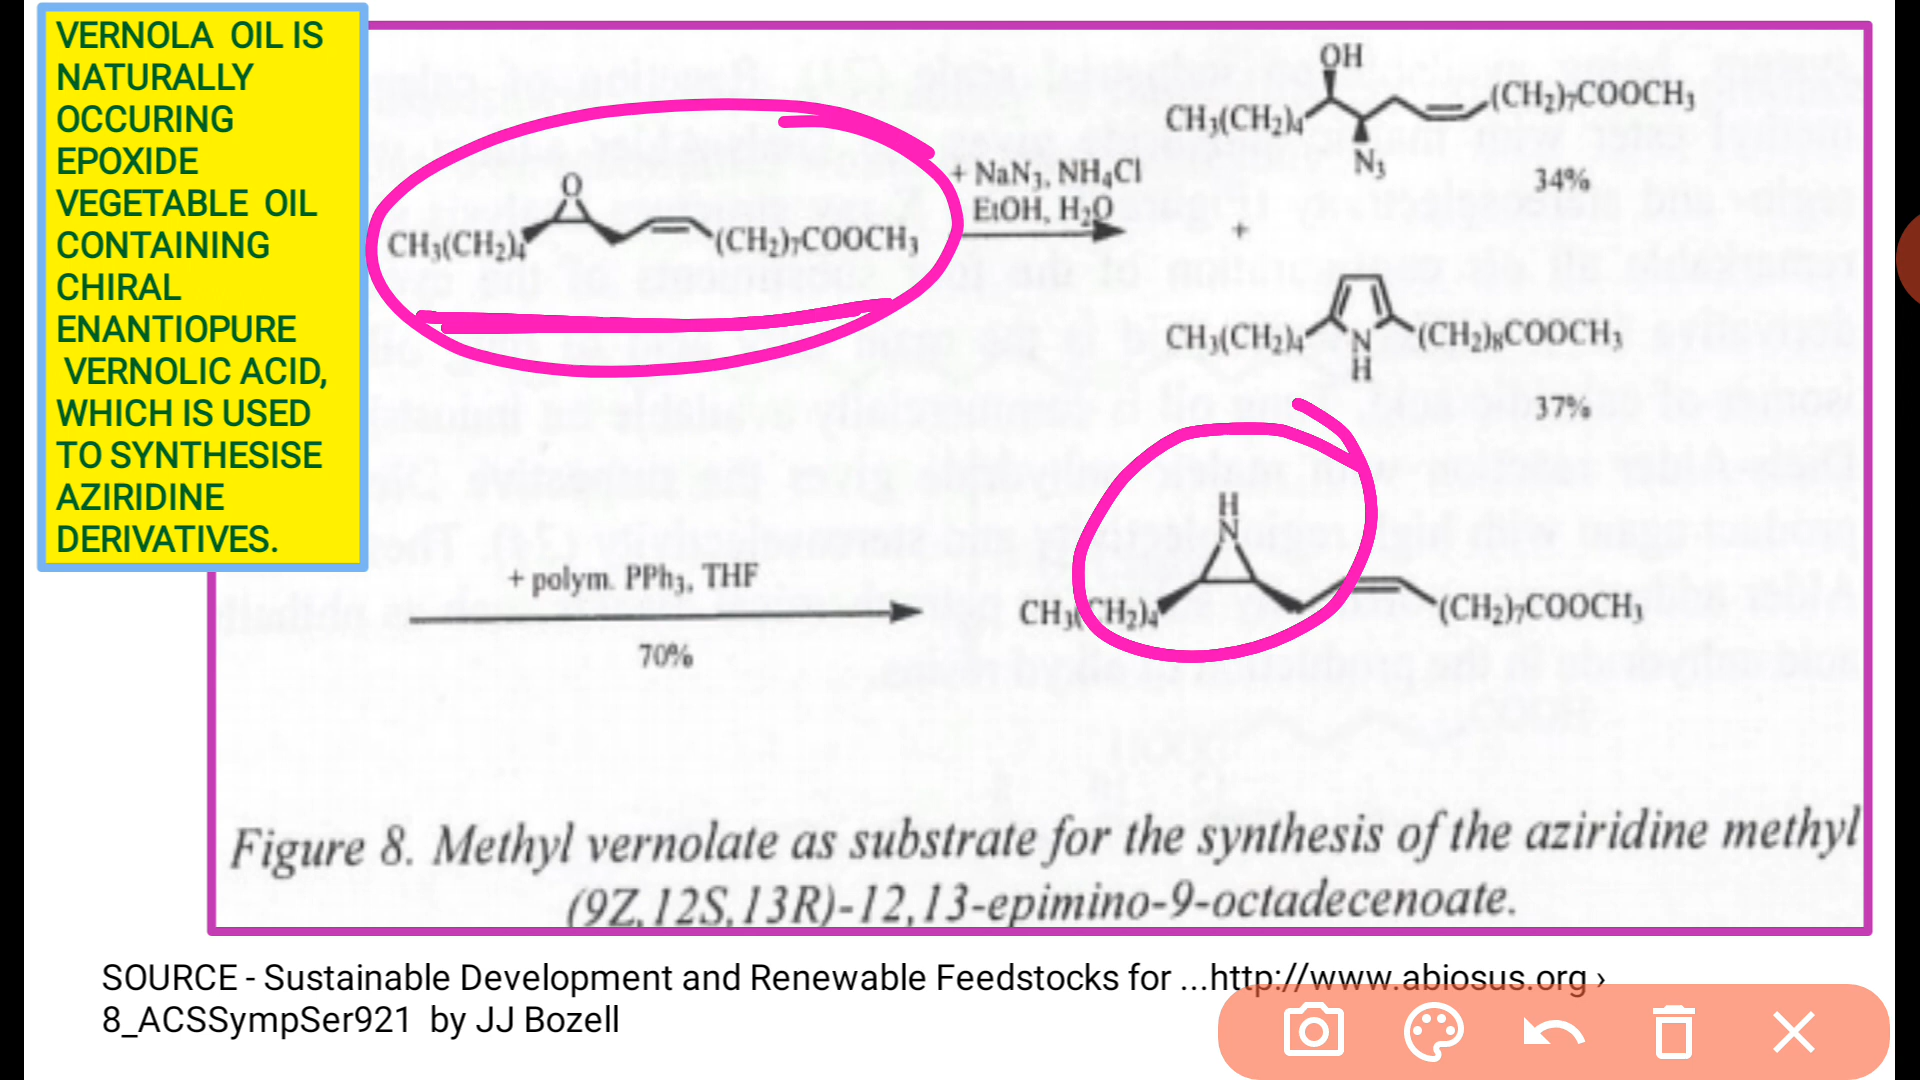 VERNOLA OIL IS
NATURALLY
OCCURING
EPOXIDE
VEGETABLE OIL
CONTAINING
CHIRAL
ENANTIOPURE
VERNOLIC ACID,
WHICH IS USED
TO SYNTHESISE
AZIRIDINE
DERIVATIVES.
O
CH₃(CH₂)₄ (CH₂)₇COOCH₃
+ NaN₃, NH₄Cl
EtOH, H₂O
OH
CH₃(CH₂)₄ (CH₂)₇COOCH₃
N₃
34%
+
CH₃(CH₂)₄ N (CH₂)₈COOCH₃
H
37%
+ polym. PPh₃, THF
70%
H
N
CH₃(CH₂)₄ (CH₂)₇COOCH₃
Figure 8. Methyl vernolate as substrate for the synthesis of the aziridine methyl
(9Z,12S,13R)-12,13-epimino-9-octadecenoate.
SOURCE - Sustainable Development and Renewable Feedstocks for ...http://www.abiosus.org ›
8_ACSSympSer921 by JJ Bozell